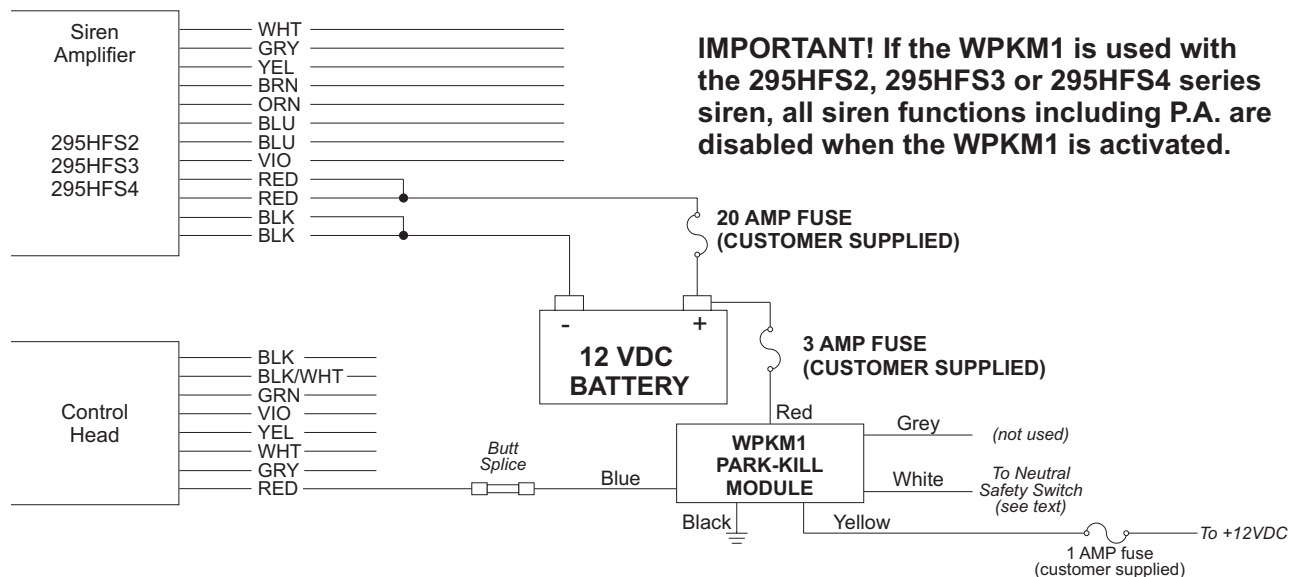 Siren
Amplifier
295HFS2
295HFS3
295HFS4
WHT
GRY
YEL
BRN
ORN
BLU
BLU
VIO
RED
RED
BLK
BLK
IMPORTANT! If the WPKM1 is used with
the 295HFS2, 295HFS3 or 295HFS4 series
siren, all siren functions including P.A. are
disabled when the WPKM1 is activated.
20 AMP FUSE
(CUSTOMER SUPPLIED)
- +
12 VDC
BATTERY
3 AMP FUSE
(CUSTOMER SUPPLIED)
Control
Head
BLK
BLK/WHT
GRN
VIO
YEL
WHT
GRY
RED
Butt
Splice
Blue
Red
WPKM1
PARK-KILL
MODULE
Grey
(not used)
White
To Neutral
Safety Switch
(see text)
Black
Yellow
To +12VDC
1 AMP fuse
(customer supplied)